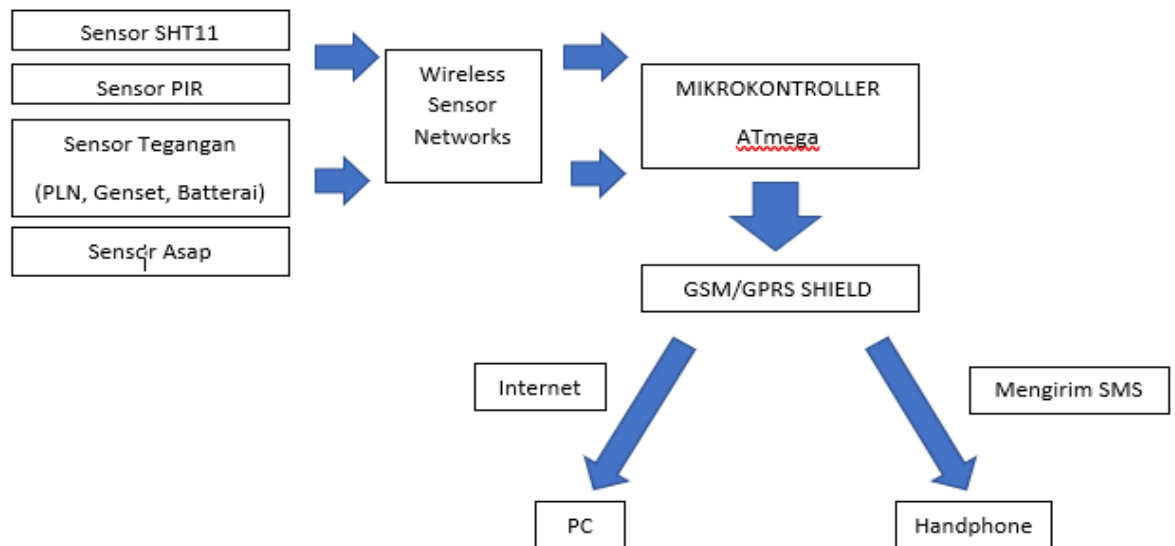 Sensor SHT11
Sensor PIR
Sensor Tegangan
(PLN, Genset, Batterai)
Sensor Asap
Wireless
Sensor
Networks
MIKROKONTROLLER
ATmega
GSM/GPRS SHIELD
Internet
Mengirim SMS
PC
Handphone